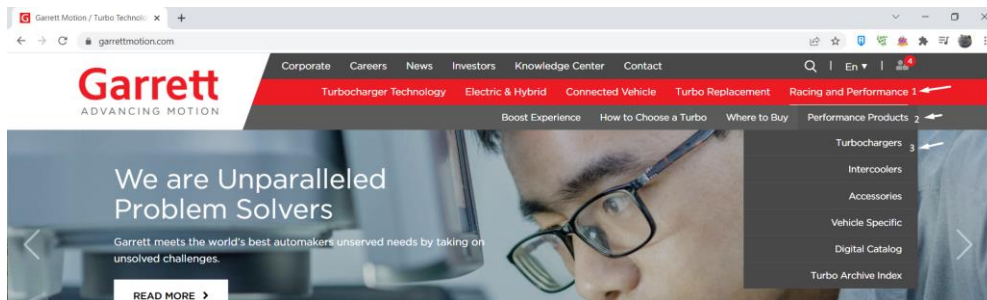 G Garrett Motion / Turbo Technolo × +
garrettmotion.com
Corporate Careers News Investors Knowledge Center Contact En 4
Garrett
ADVANCING MOTION
Turbocharger Technology Electric & Hybrid Connected Vehicle Turbo Replacement Racing and Performance 1
Boost Experience How to Choose a Turbo Where to Buy Performance Products 2
Turbochargers 3
Intercoolers
Accessories
Vehicle Specific
Digital Catalog
Turbo Archive Index
We are Unparalleled
Problem Solvers
Garrett meets the world's best automakers unserved needs by taking on
unsolved challenges.
READ MORE